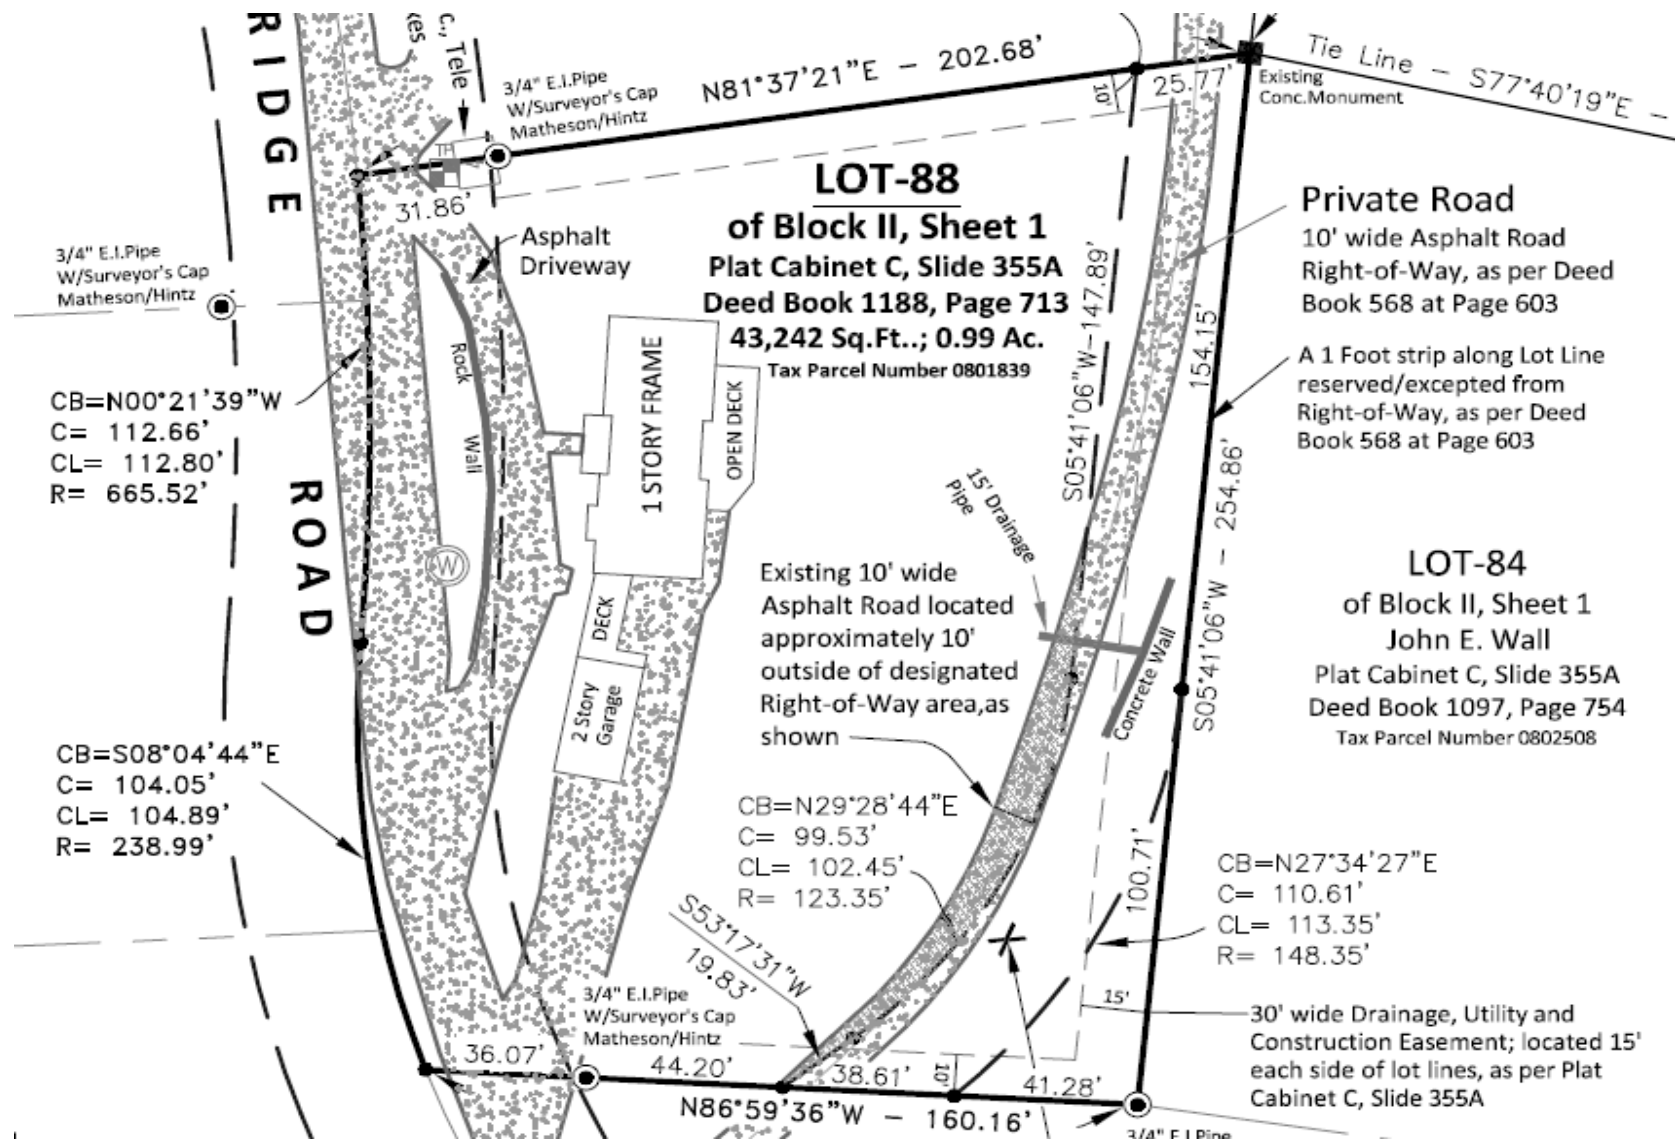 RIDGE
ROAD
c., Tele
kes
3/4" E.I.Pipe
W/Surveyor's Cap
Matheson/Hintz
N81°37'21"E – 202.68'
25.77'
10'
Existing
Conc.Monument
Tie Line – S77°40'19"E –
TH
31.86'
Asphalt
Driveway
LOT-88
of Block II, Sheet 1
Plat Cabinet C, Slide 355A
Deed Book 1188, Page 713
43,242 Sq.Ft..; 0.99 Ac.
Tax Parcel Number 0801839
Private Road
10' wide Asphalt Road
Right-of-Way, as per Deed
Book 568 at Page 603
3/4" E.I.Pipe
W/Surveyor's Cap
Matheson/Hintz
A 1 Foot strip along Lot Line
reserved/excepted from
Right-of-Way, as per Deed
Book 568 at Page 603
CB=N00°21'39"W
C= 112.66'
CL= 112.80'
R= 665.52'
Rock
Wall
W
1 STORY FRAME
OPEN DECK
DECK
2 Story
Garage
S05°41'06"W–147.89'
154.15'
S05°41'06"W – 254.86'
15' Drainage
Pipe
Existing 10' wide
Asphalt Road located
approximately 10'
outside of designated
Right-of-Way area,as
shown
Concrete Wall
LOT-84
of Block II, Sheet 1
John E. Wall
Plat Cabinet C, Slide 355A
Deed Book 1097, Page 754
Tax Parcel Number 0802508
CB=S08°04'44"E
C= 104.05'
CL= 104.89'
R= 238.99'
CB=N29°28'44"E
C= 99.53'
CL= 102.45'
R= 123.35'
100.71'
CB=N27°34'27"E
C= 110.61'
CL= 113.35'
R= 148.35'
S53°17'31"W
19.83'
15'
30' wide Drainage, Utility and
Construction Easement; located 15'
each side of lot lines, as per Plat
Cabinet C, Slide 355A
3/4" E.I.Pipe
W/Surveyor's Cap
Matheson/Hintz
36.07'
44.20'
38.61'
10'
41.28'
N86°59'36"W – 160.16'
3/4" E.I.Pipe